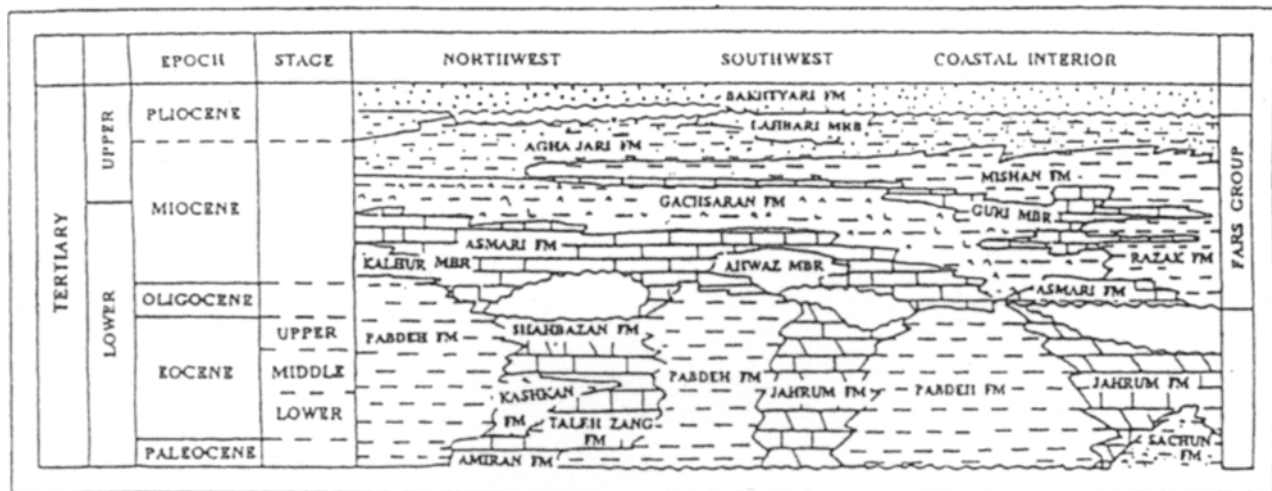 EPOCH STAGE NORTHWEST SOUTHWEST COASTAL INTERIOR
TERTIARY
UPPER
LOWER
PLIOCENE
MIOCENE
OLIGOCENE
EOCENE
PALEOCENE
UPPER
MIDDLE
LOWER
BAKHTYARI FM
LAHBARI MRB
AGHA JARI FM
MISHAN FM
GACHSARAN FM
GURI MBR
ASMARI FM
KALHUR MBR
AHWAZ MBR
RAZAK FM
ASMARI FM
SHAHBAZAN FM
PABDEH FM
PABDEH FM
JAHRUM FM
PABDEH FM
JAHRUM FM
KASHKAN
FM
TALEH ZANG
FM
SACHUN
FM
AMIRAN FM
FARS GROUP